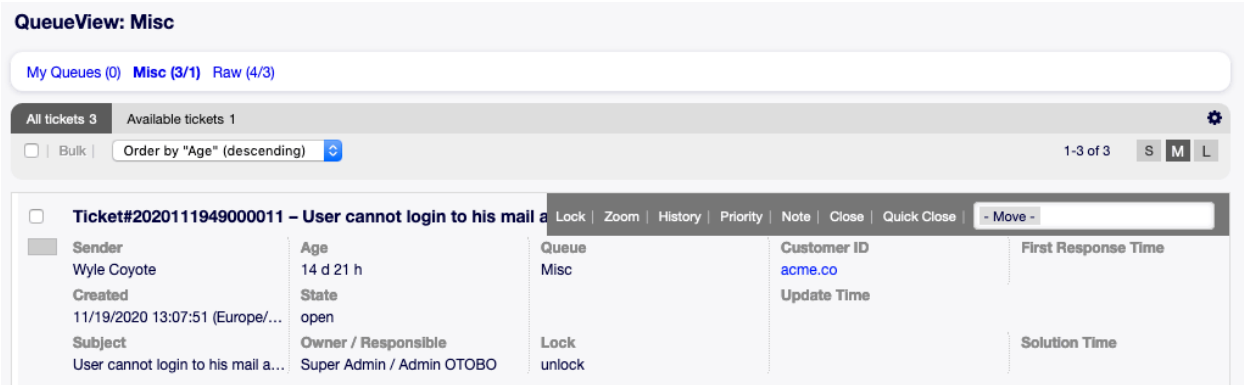 QueueView: Misc
My Queues (0) Misc (3/1) Raw (4/3)
All tickets 3 Available tickets 1
| Bulk | Order by "Age" (descending) 1-3 of 3 S M L
Ticket#2020111949000011 – User cannot login to his mail a Lock | Zoom | History | Priority | Note | Close | Quick Close | - Move -
Sender Age Queue Customer ID First Response Time
Wyle Coyote 14 d 21 h Misc acme.co
Created State Update Time
11/19/2020 13:07:51 (Europe/... open
Subject Owner / Responsible Lock Solution Time
User cannot login to his mail a... Super Admin / Admin OTOBO unlock